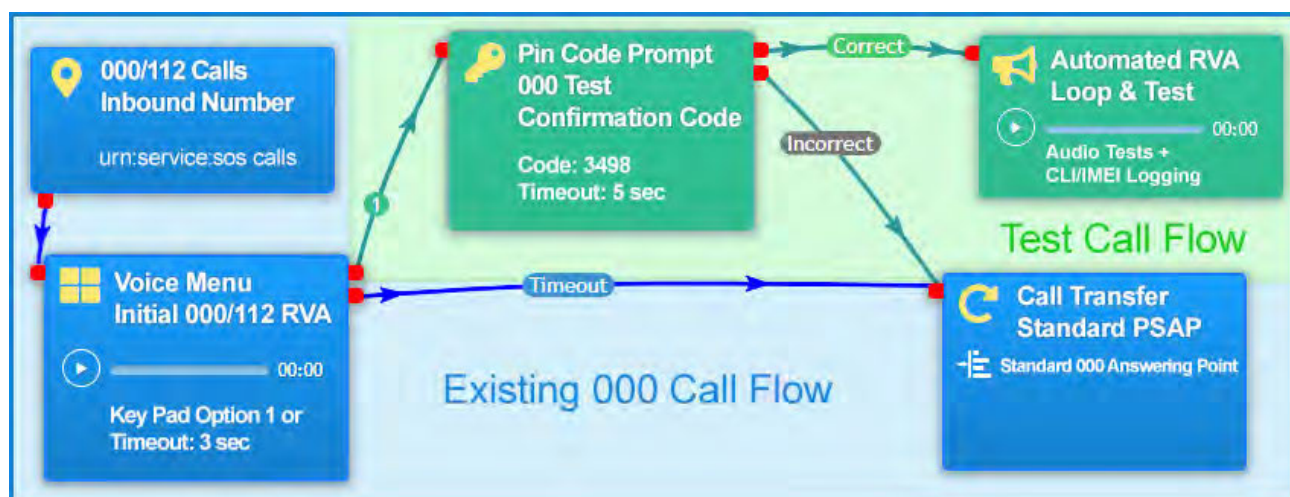 000/112 Calls
Inbound Number
urn:service:sos calls
Pin Code Prompt
000 Test
Confirmation Code
Code: 3498
Timeout: 5 sec
Correct
Incorrect
Automated RVA
Loop & Test
00:00
Audio Tests +
CLI/IMEI Logging
Test Call Flow
1
Voice Menu
Initial 000/112 RVA
00:00
Key Pad Option 1 or
Timeout: 3 sec
Timeout
Existing 000 Call Flow
Call Transfer
Standard PSAP
Standard 000 Answering Point